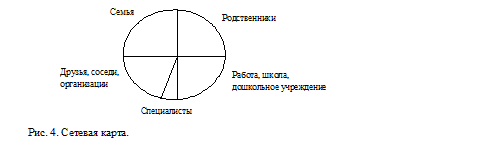 Семья
Родственники
Друзья, соседи,
организации
Работа, школа,
дошкольное учреждение
Специалисты
Рис. 4. Сетевая карта.